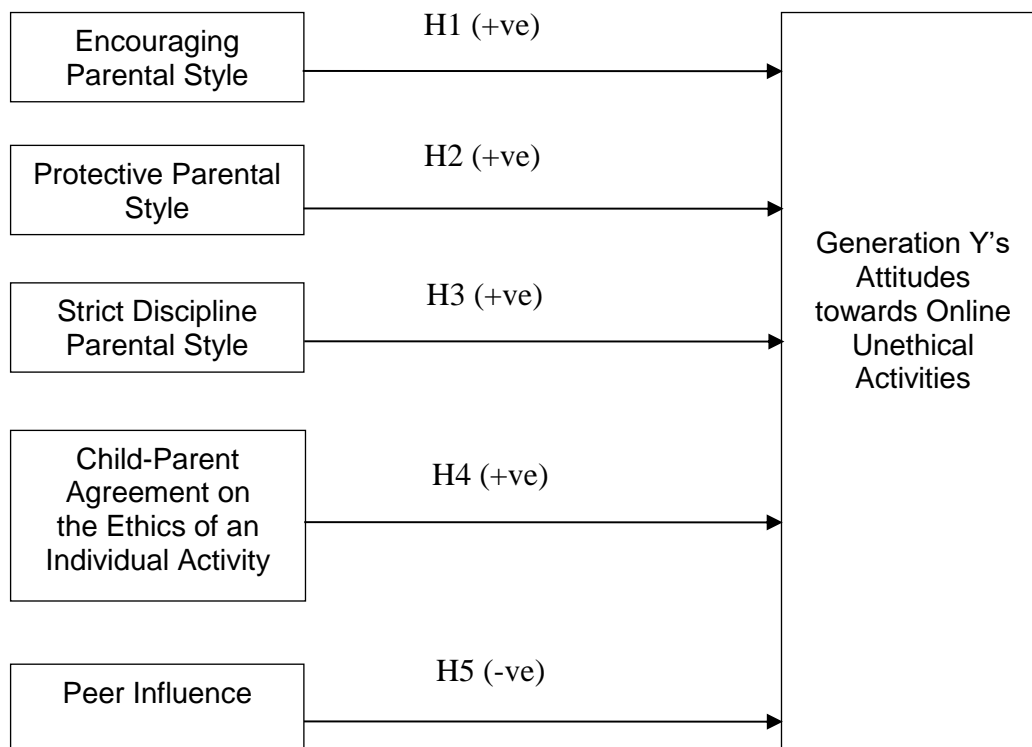 Encouraging
Parental Style
H1 (+ve)
Protective Parental
Style
H2 (+ve)
Strict Discipline
Parental Style
H3 (+ve)
Child-Parent
Agreement on
the Ethics of an
Individual Activity
H4 (+ve)
Peer Influence
H5 (-ve)
Generation Y’s
Attitudes
towards Online
Unethical
Activities